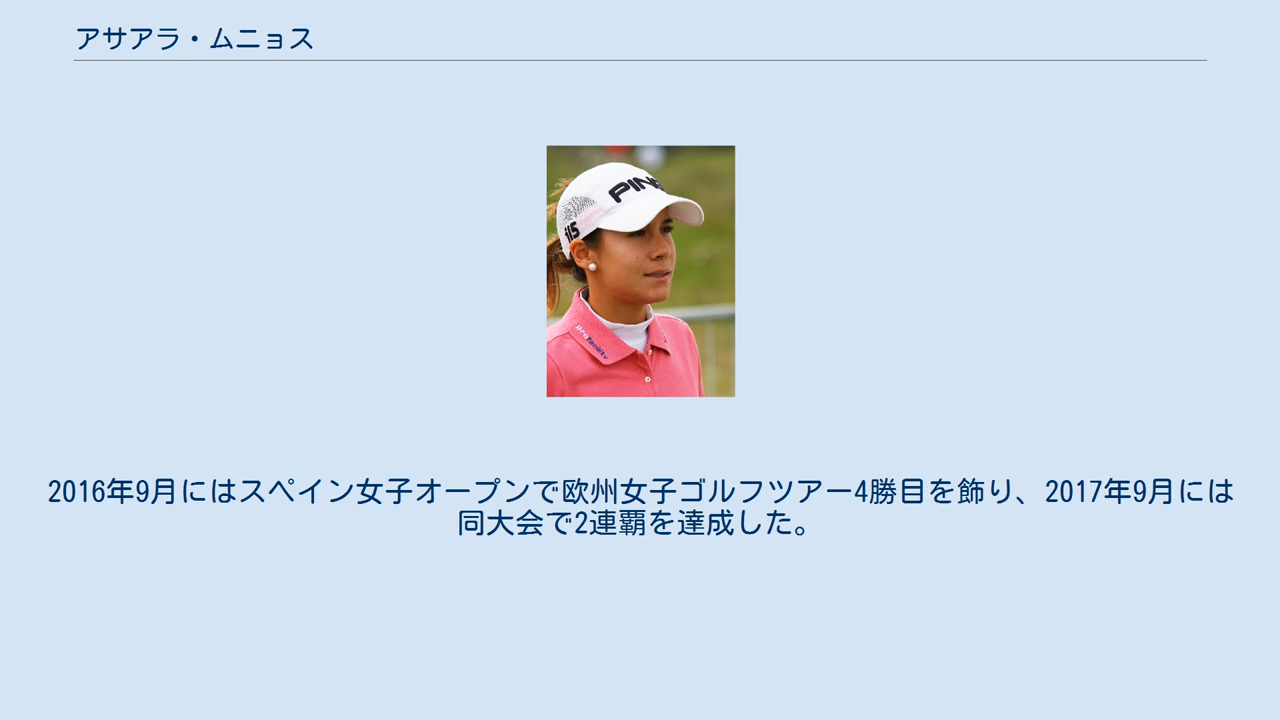 アサアラ・ムニョス
PING
i15
profaciety
2016年9月にはスペイン女子オープンで欧州女子ゴルフツアー4勝目を飾り、2017年9月には
同大会で2連覇を達成した。